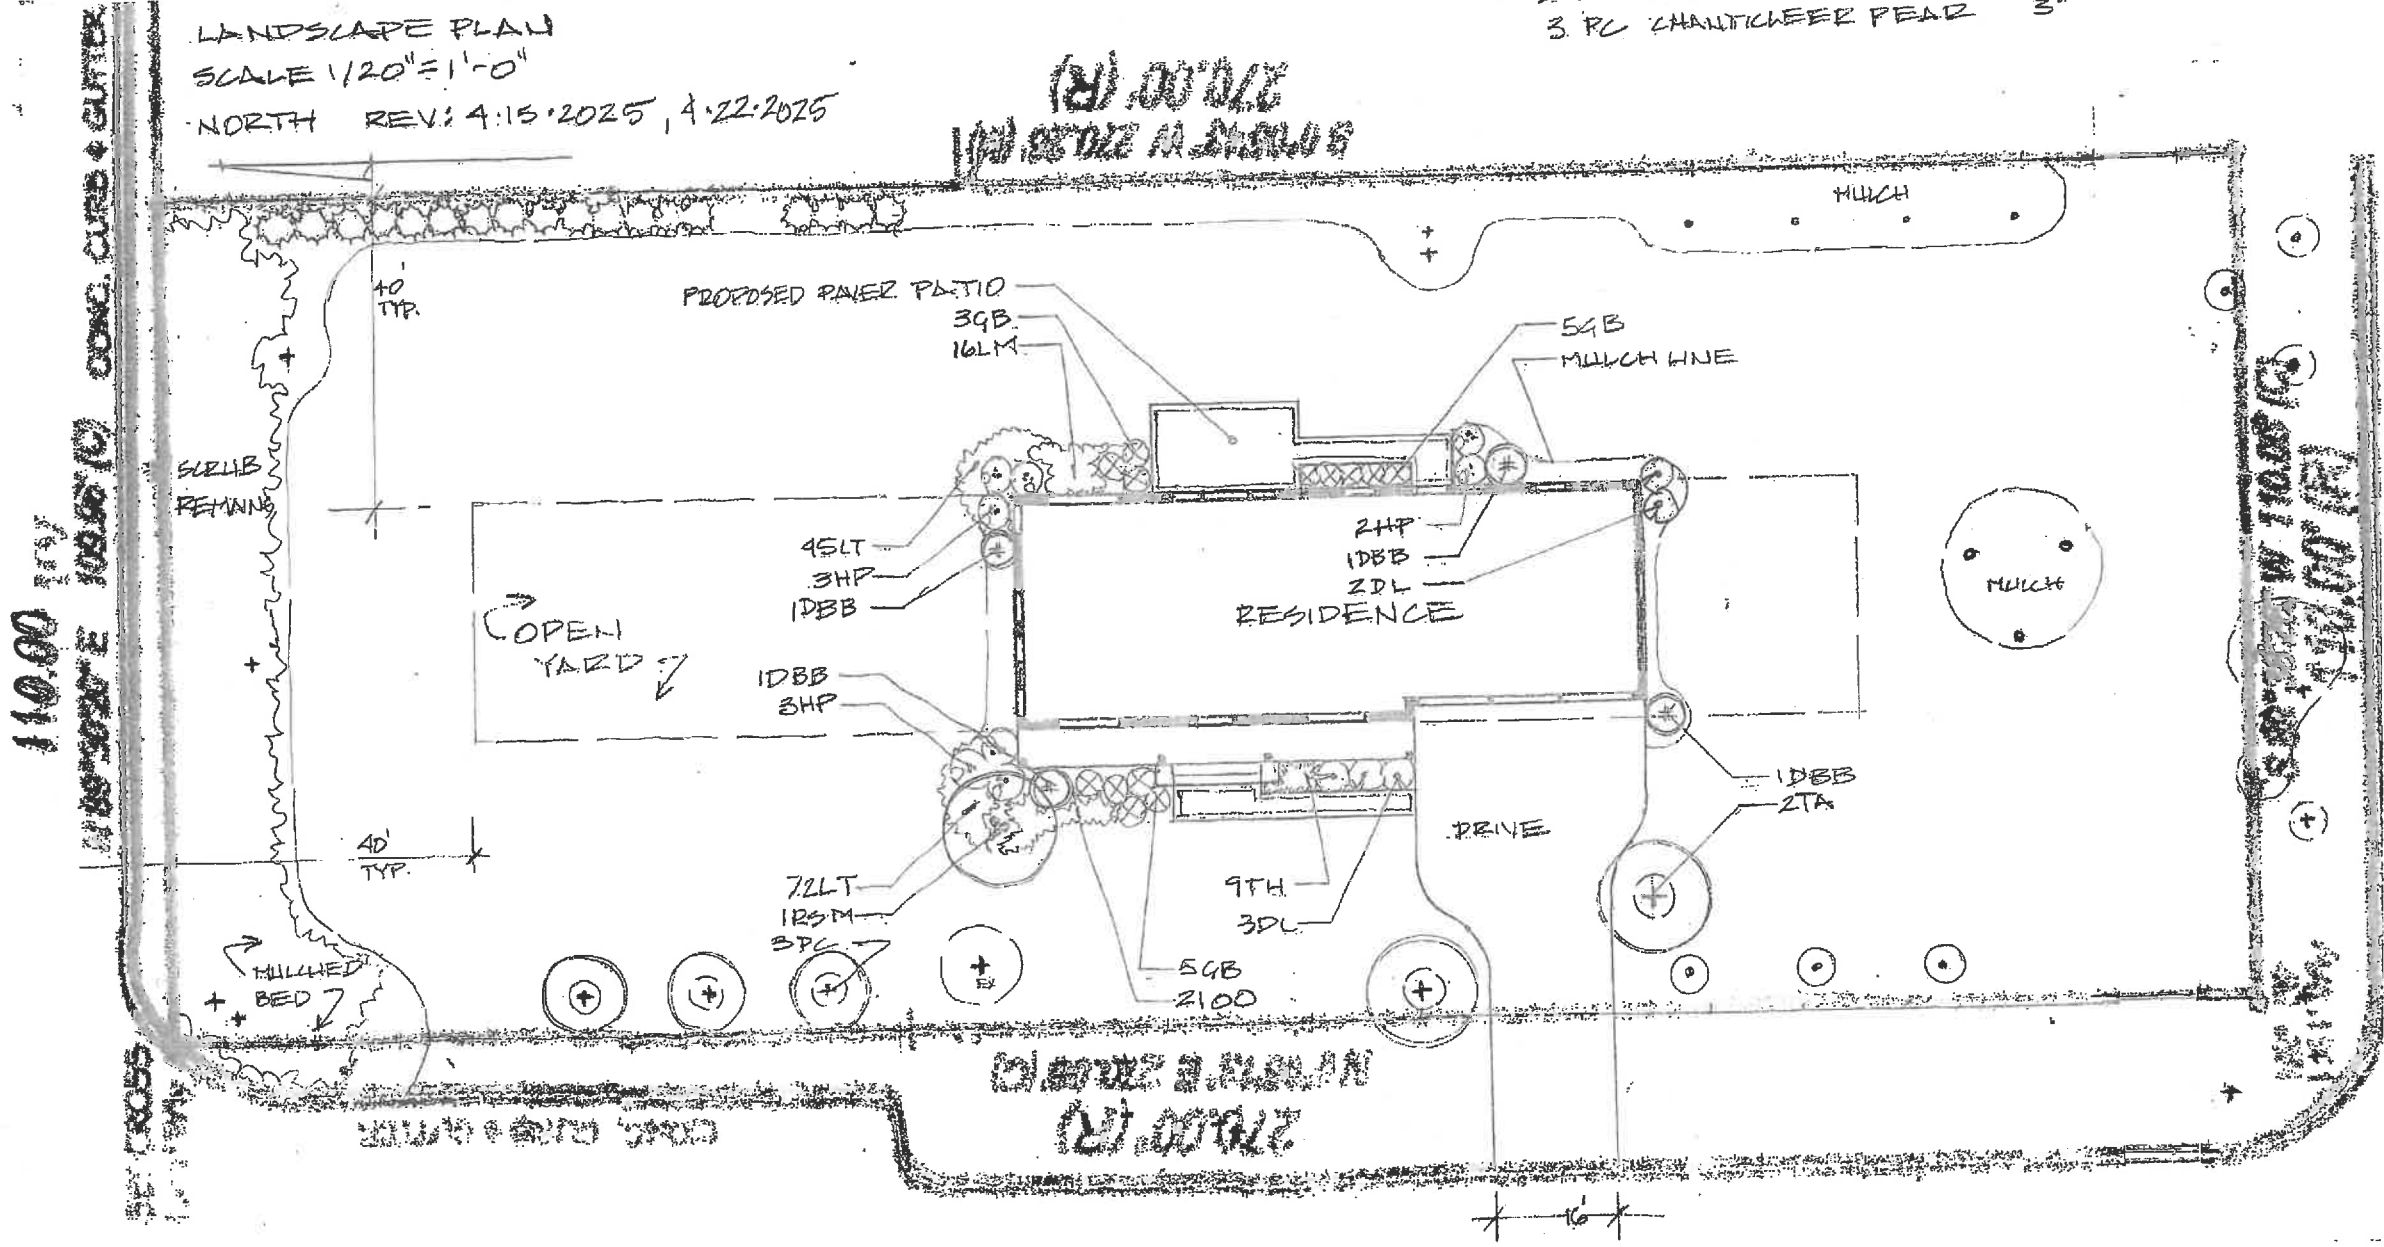 LANDSCAPE PLAN
SCALE 1/20"=1'-0"
NORTH REV: 4.15.2025, 4.22.2025
3 PC CHANTICLEER PEAR 3"
270.00' (R)
CONC. CURB & GUTTER
MULCH
40'
TYP.
PROPOSED PAVER PATIO
3GB
16LM
5GB
MULCH LINE
SCRUB
REMAINS
45LT
3HP
1DBB
2HP
1DBB
2DL
RESIDENCE
MULCH
OPEN
YARD
110.00
1DBB
3HP
1DBB
2TA
DRIVE
40'
TYP.
72LT
1RSM
3PC
9TH
3DL
5GB
2100
EX
MULCHED
BED
270.00' (R)
CONC. CURB & GUTTER
16'